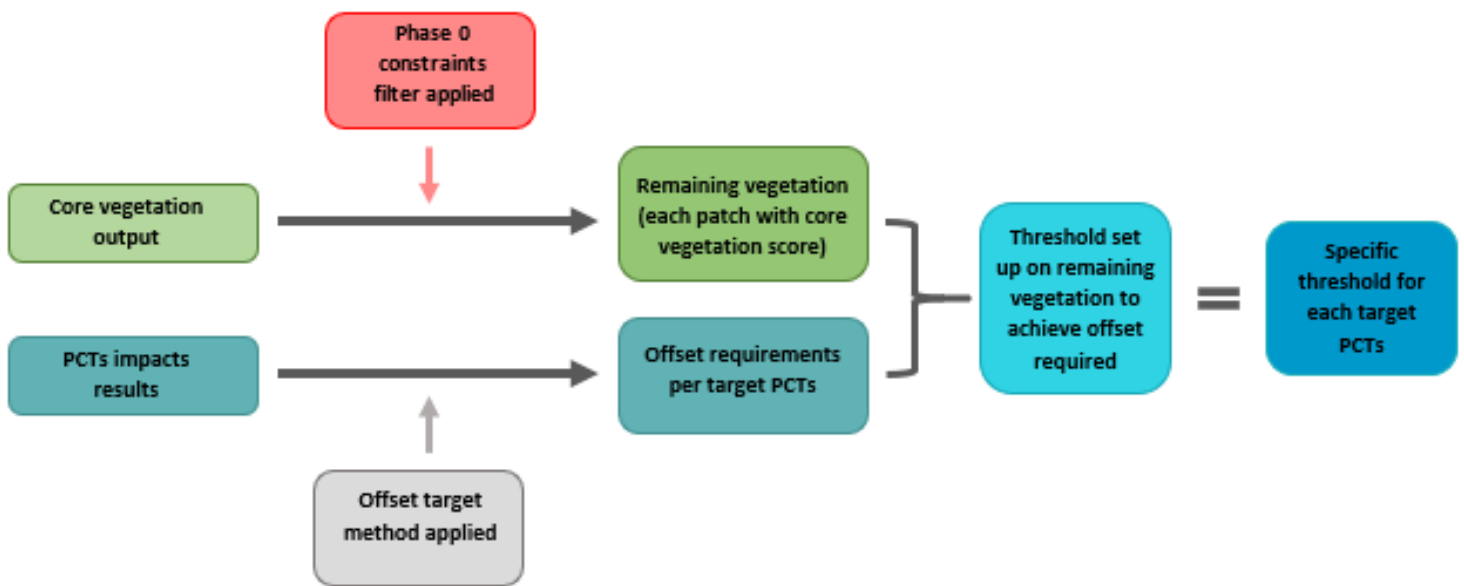 Phase 0
constraints
filter applied
Core vegetation
output
Remaining vegetation
(each patch with core
vegetation score)
Threshold set
up on remaining
vegetation to
achieve offset
required
Specific
threshold for
each target
PCTs
PCTs impacts
results
Offset requirements
per target PCTs
Offset target
method applied